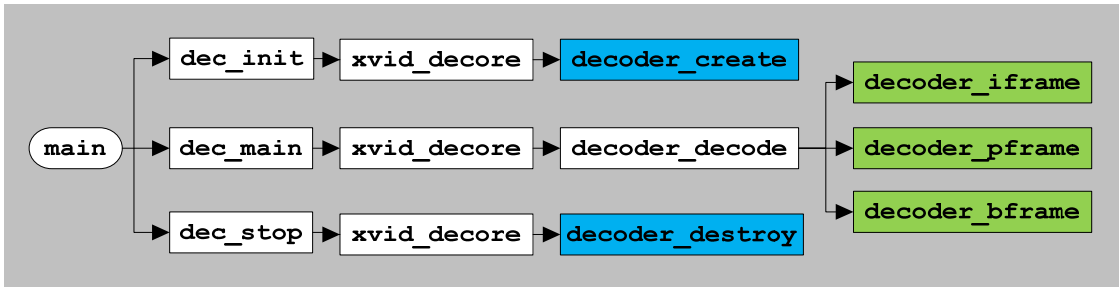 dec_init
xvid_decore
decoder_create
decoder_iframe
main
dec_main
xvid_decore
decoder_decode
decoder_pframe
decoder_bframe
dec_stop
xvid_decore
decoder_destroy